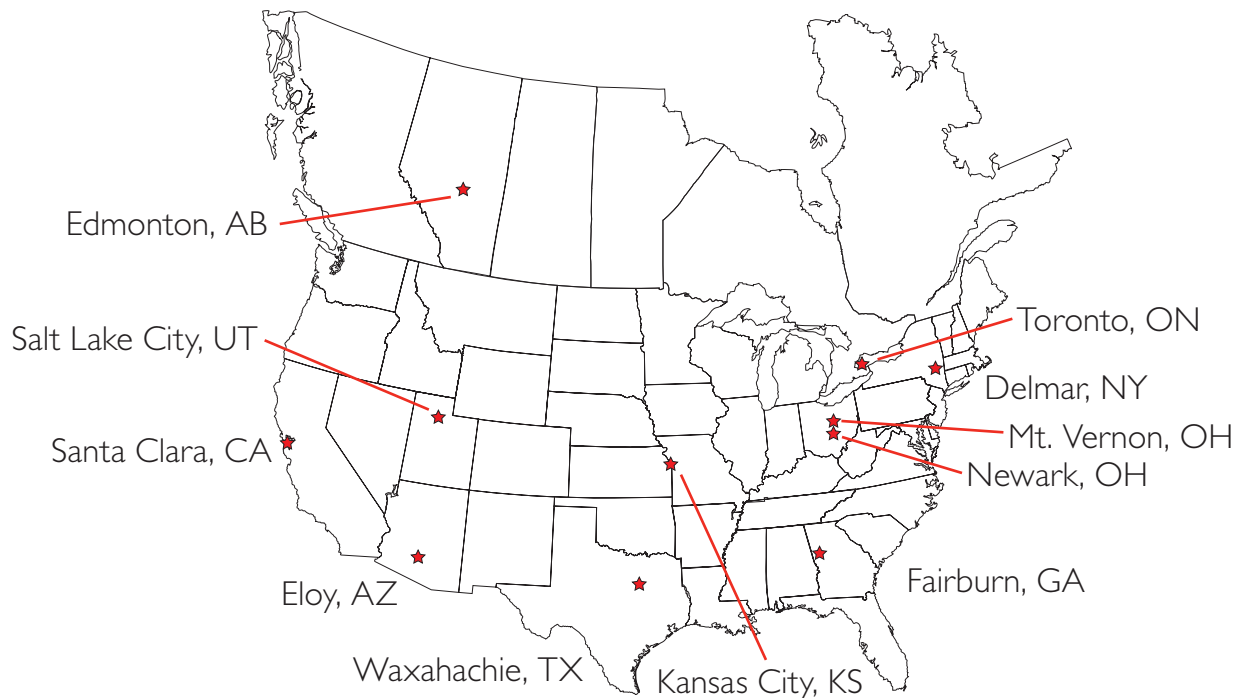 Edmonton, AB
Toronto, ON
Salt Lake City, UT
Delmar, NY
Mt. Vernon, OH
Santa Clara, CA
Newark, OH
Fairburn, GA
Eloy, AZ
Waxahachie, TX
Kansas City, KS